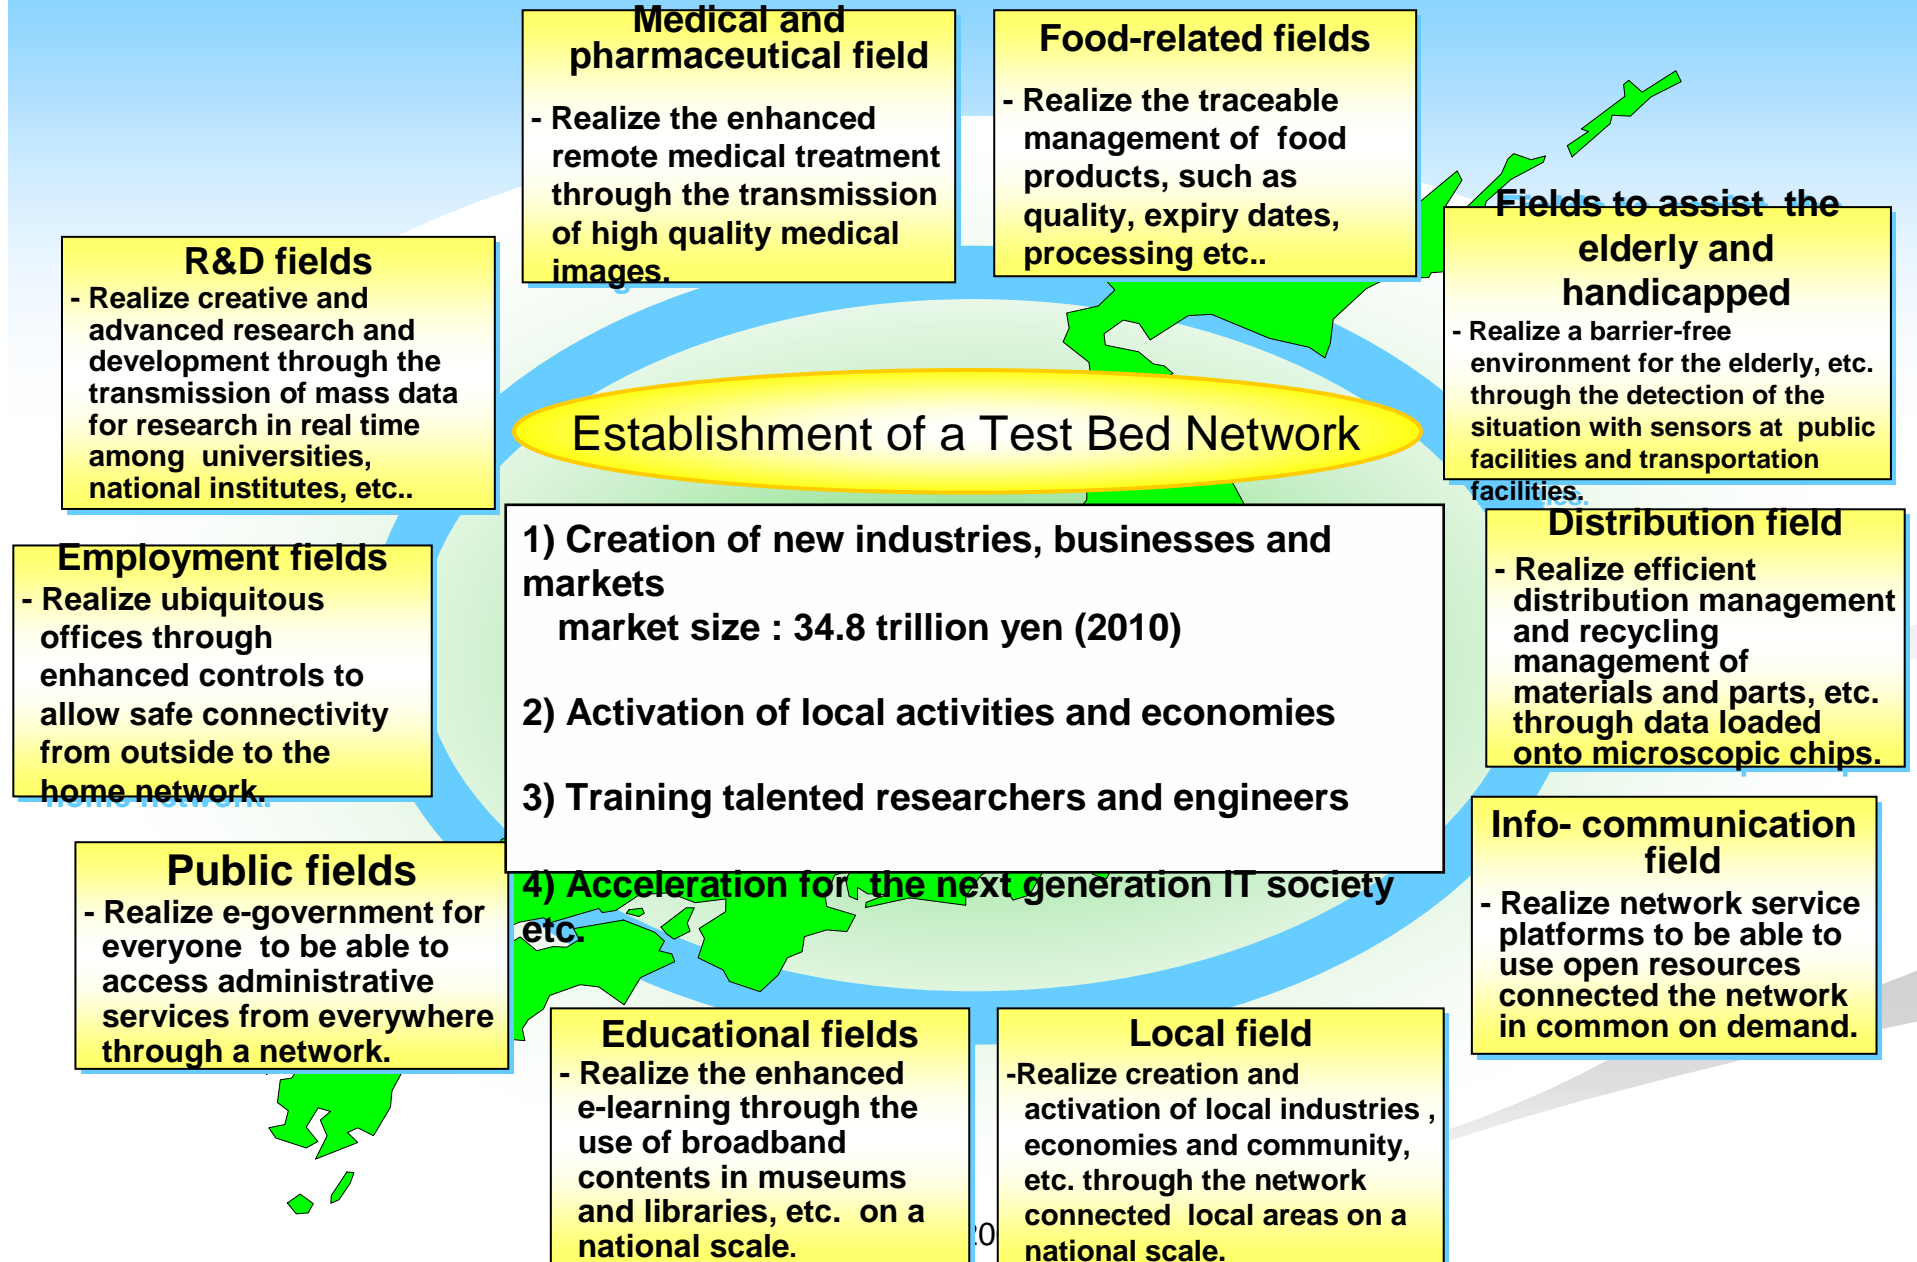 Medical and
pharmaceutical field
- Realize the enhanced
remote medical treatment
through the transmission
of high quality medical
images.
Food-related fields
- Realize the traceable
management of food
products, such as
quality, expiry dates,
processing etc..
Fields to assist the
elderly and
handicapped
- Realize a barrier-free
environment for the elderly, etc.
through the detection of the
situation with sensors at public
facilities and transportation
facilities.
R&D fields
- Realize creative and
advanced research and
development through the
transmission of mass data
for research in real time
among universities,
national institutes, etc..
Establishment of a Test Bed Network
1) Creation of new industries, businesses and
markets
market size : 34.8 trillion yen (2010)
2) Activation of local activities and economies
3) Training talented researchers and engineers
4) Acceleration for the next generation IT society
etc.
Distribution field
- Realize efficient
distribution management
and recycling
management of
materials and parts, etc.
through data loaded
onto microscopic chips.
Employment fields
- Realize ubiquitous
offices through
enhanced controls to
allow safe connectivity
from outside to the
home network.
Info- communication
field
- Realize network service
platforms to be able to
use open resources
connected the network
in common on demand.
Public fields
- Realize e-government for
everyone to be able to
access administrative
services from everywhere
through a network.
Educational fields
- Realize the enhanced
e-learning through the
use of broadband
contents in museums
and libraries, etc. on a
national scale.
Local field
-Realize creation and
activation of local industries ,
economies and community,
etc. through the network
connected local areas on a
national scale.